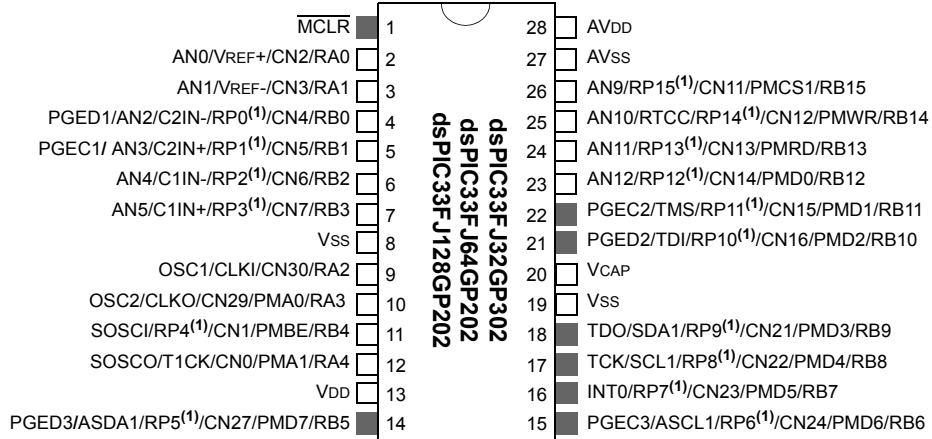 MCLR 1
AN0/VREF+/CN2/RA0 2
AN1/VREF-/CN3/RA1 3
PGED1/AN2/C2IN-/RP0(1)/CN4/RB0 4
PGEC1/ AN3/C2IN+/RP1(1)/CN5/RB1 5
AN4/C1IN-/RP2(1)/CN6/RB2 6
AN5/C1IN+/RP3(1)/CN7/RB3 7
VSS 8
OSC1/CLKI/CN30/RA2 9
OSC2/CLKO/CN29/PMA0/RA3 10
SOSCI/RP4(1)/CN1/PMBE/RB4 11
SOSCO/T1CK/CN0/PMA1/RA4 12
VDD 13
PGED3/ASDA1/RP5(1)/CN27/PMD7/RB5 14
dsPIC33FJ32GP302
dsPIC33FJ64GP202
dsPIC33FJ128GP202
28 AVDD
27 AVSS
26 AN9/RP15(1)/CN11/PMCS1/RB15
25 AN10/RTCC/RP14(1)/CN12/PMWR/RB14
24 AN11/RP13(1)/CN13/PMRD/RB13
23 AN12/RP12(1)/CN14/PMD0/RB12
22 PGEC2/TMS/RP11(1)/CN15/PMD1/RB11
21 PGED2/TDI/RP10(1)/CN16/PMD2/RB10
20 VCAP
19 VSS
18 TDO/SDA1/RP9(1)/CN21/PMD3/RB9
17 TCK/SCL1/RP8(1)/CN22/PMD4/RB8
16 INT0/RP7(1)/CN23/PMD5/RB7
15 PGEC3/ASCL1/RP6(1)/CN24/PMD6/RB6